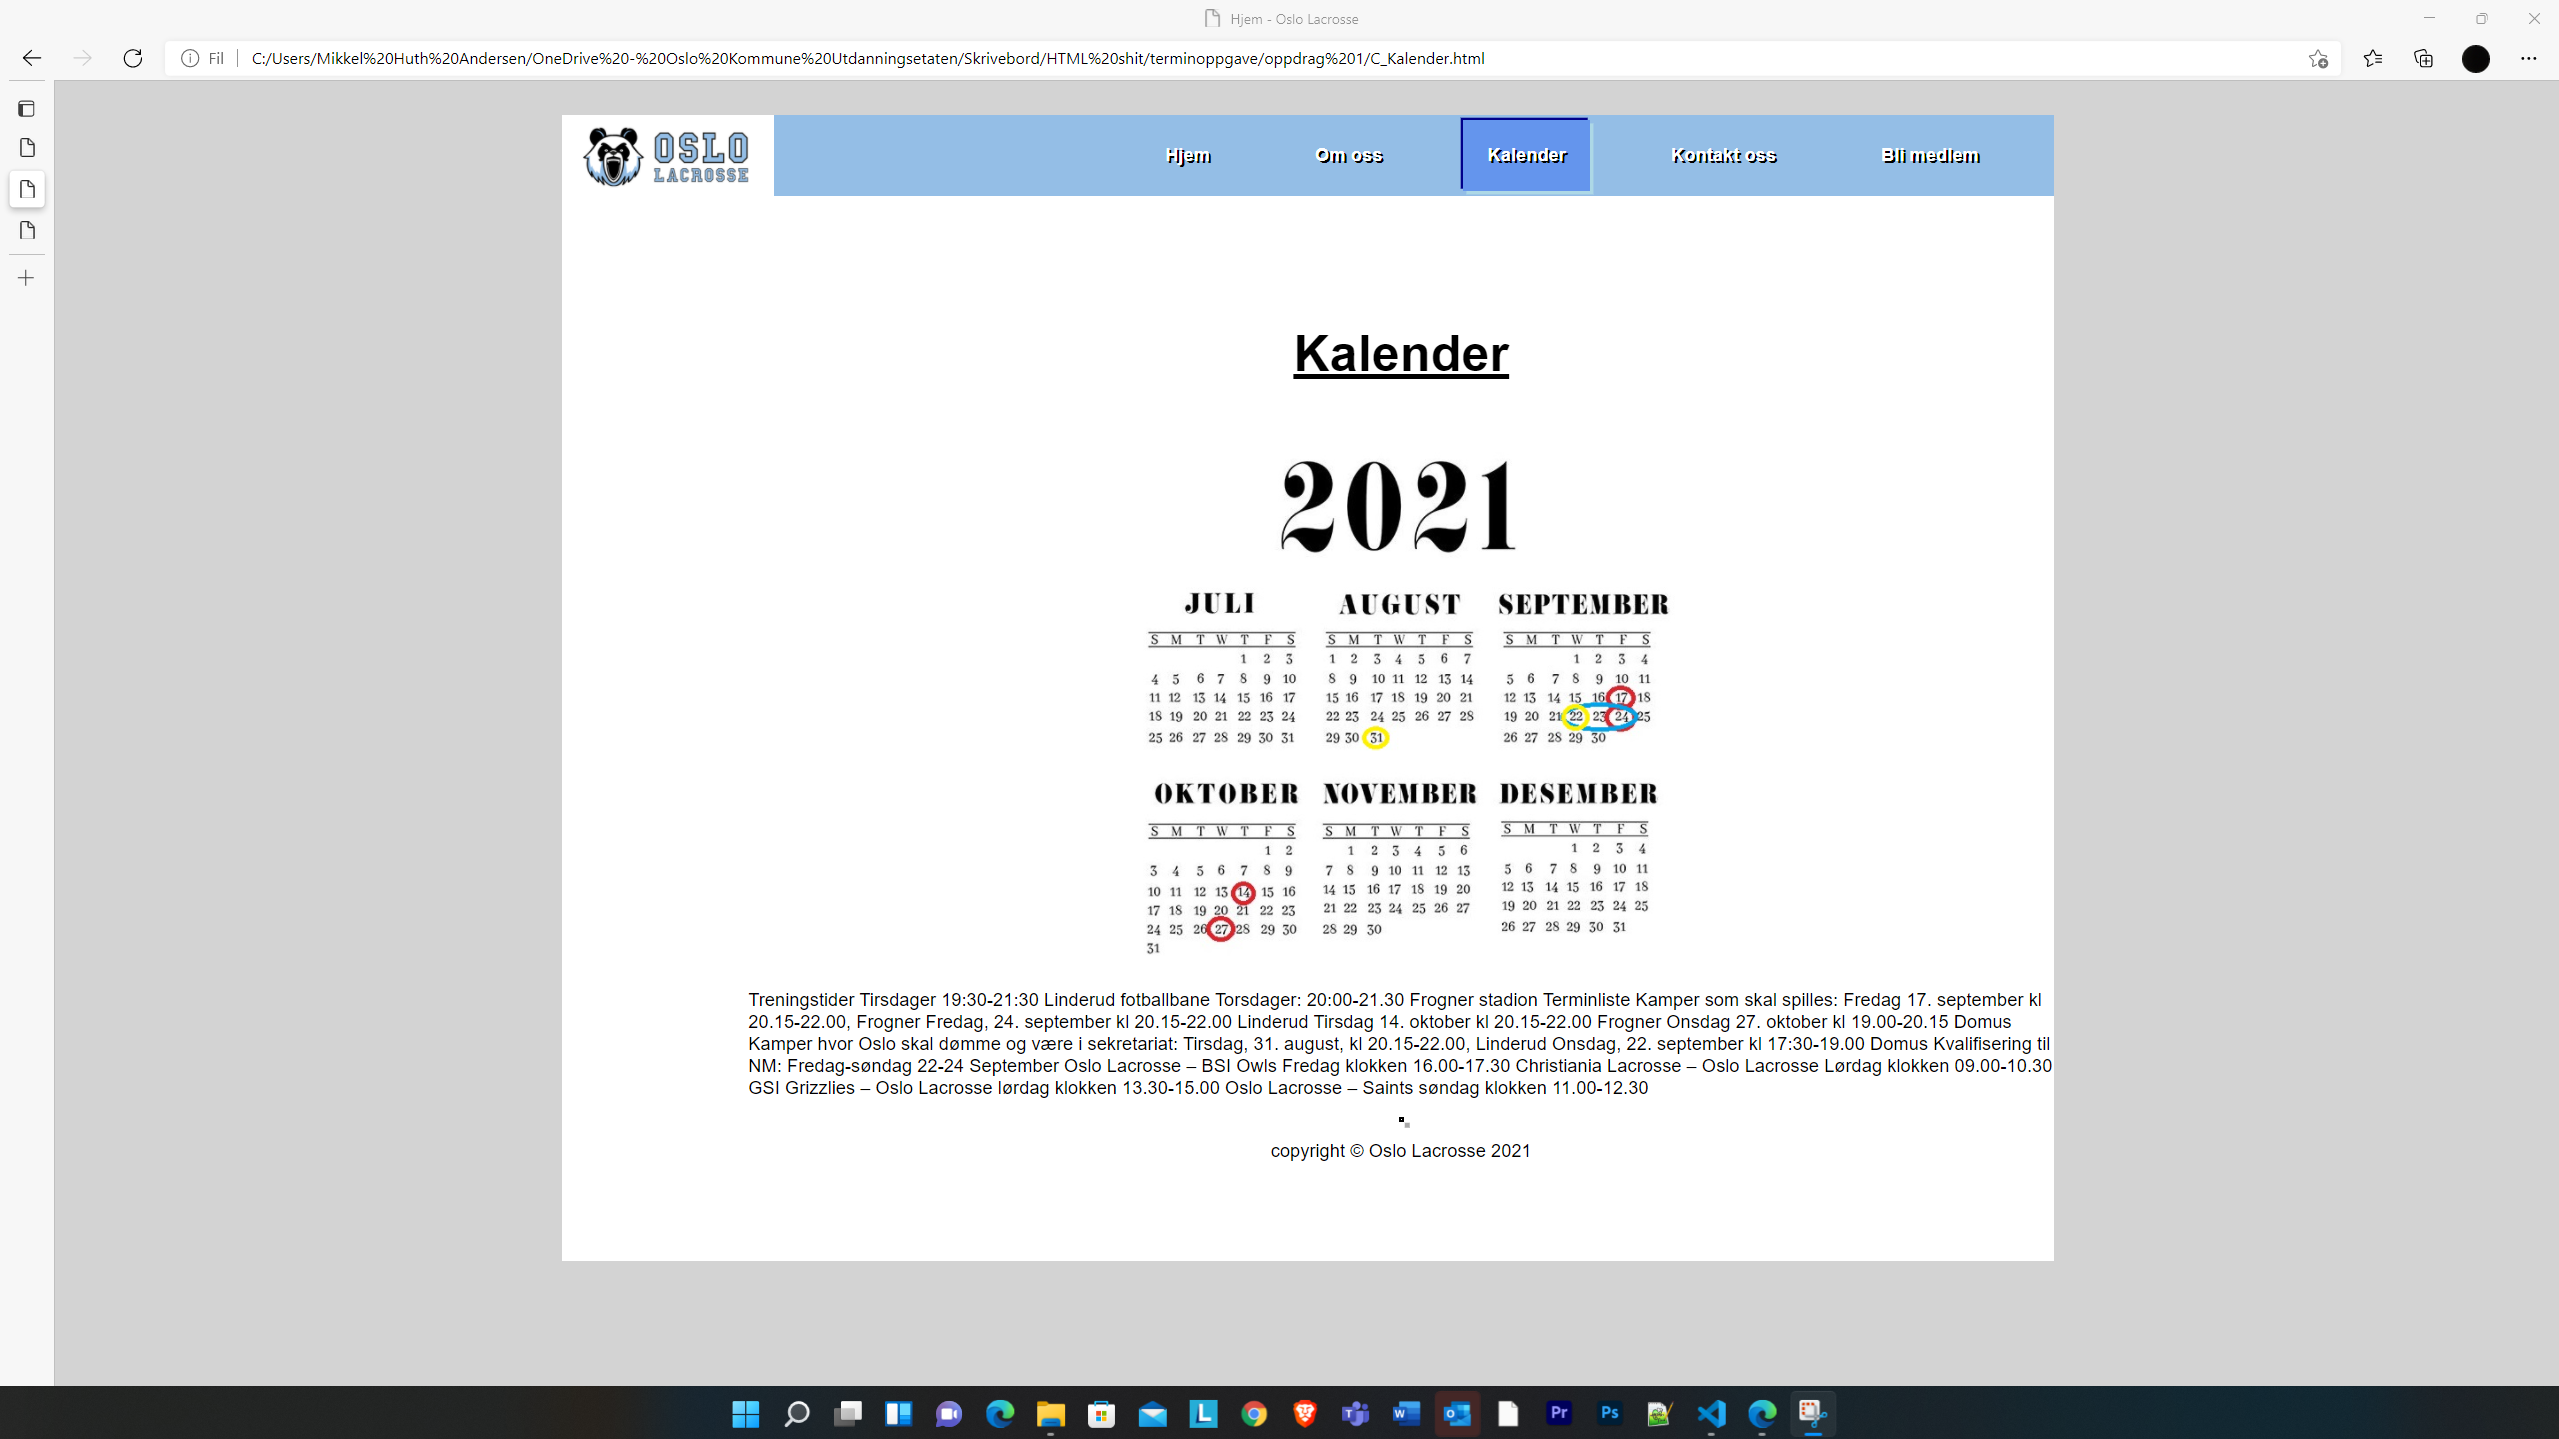 Hjem - Oslo Lacrosse
Fil C:/Users/Mikkel%20Huth%20Andersen/OneDrive%20-%20Oslo%20Kommune%20Utdanningsetaten/Skrivebord/HTML%20shit/terminoppgave/oppdrag%201/C_Kalender.html
OSLO
LACROSSE
Hjem Om oss Kalender Kontakt oss Bli medlem
Kalender
2021
JULI AUGUST SEPTEMBER
S M T W T F S S M T W T F S S M T W T F S
1 2 3 1 2 3 4 5 6 7 1 2 3 4
4 5 6 7 8 9 10 8 9 10 11 12 13 14 5 6 7 8 9 10 11
11 12 13 14 15 16 17 15 16 17 18 19 20 21 12 13 14 15 16 17 18
18 19 20 21 22 23 24 22 23 24 25 26 27 28 19 20 21 22 23 24 25
25 26 27 28 29 30 31 29 30 31 26 27 28 29 30
OKTOBER NOVEMBER DESEMBER
S M T W T F S S M T W T F S S M T W T F S
1 2 1 2 3 4 5 6 1 2 3 4
3 4 5 6 7 8 9 7 8 9 10 11 12 13 5 6 7 8 9 10 11
10 11 12 13 14 15 16 14 15 16 17 18 19 20 12 13 14 15 16 17 18
17 18 19 20 21 22 23 21 22 23 24 25 26 27 19 20 21 22 23 24 25
24 25 26 27 28 29 30 28 29 30 26 27 28 29 30 31
31
Treningstider Tirsdager 19:30-21:30 Linderud fotballbane Torsdager: 20:00-21.30 Frogner stadion Terminliste Kamper som skal spilles: Fredag 17. september kl
20.15-22.00, Frogner Fredag, 24. september kl 20.15-22.00 Linderud Tirsdag 14. oktober kl 20.15-22.00 Frogner Onsdag 27. oktober kl 19.00-20.15 Domus
Kamper hvor Oslo skal dømme og være i sekretariat: Tirsdag, 31. august, kl 20.15-22.00, Linderud Onsdag, 22. september kl 17:30-19.00 Domus Kvalifisering til
NM: Fredag-søndag 22-24 September Oslo Lacrosse – BSI Owls Fredag klokken 16.00-17.30 Christiania Lacrosse – Oslo Lacrosse Lørdag klokken 09.00-10.30
GSI Grizzlies – Oslo Lacrosse lørdag klokken 13.30-15.00 Oslo Lacrosse – Saints søndag klokken 11.00-12.30
copyright © Oslo Lacrosse 2021
L T W O Pr Ps